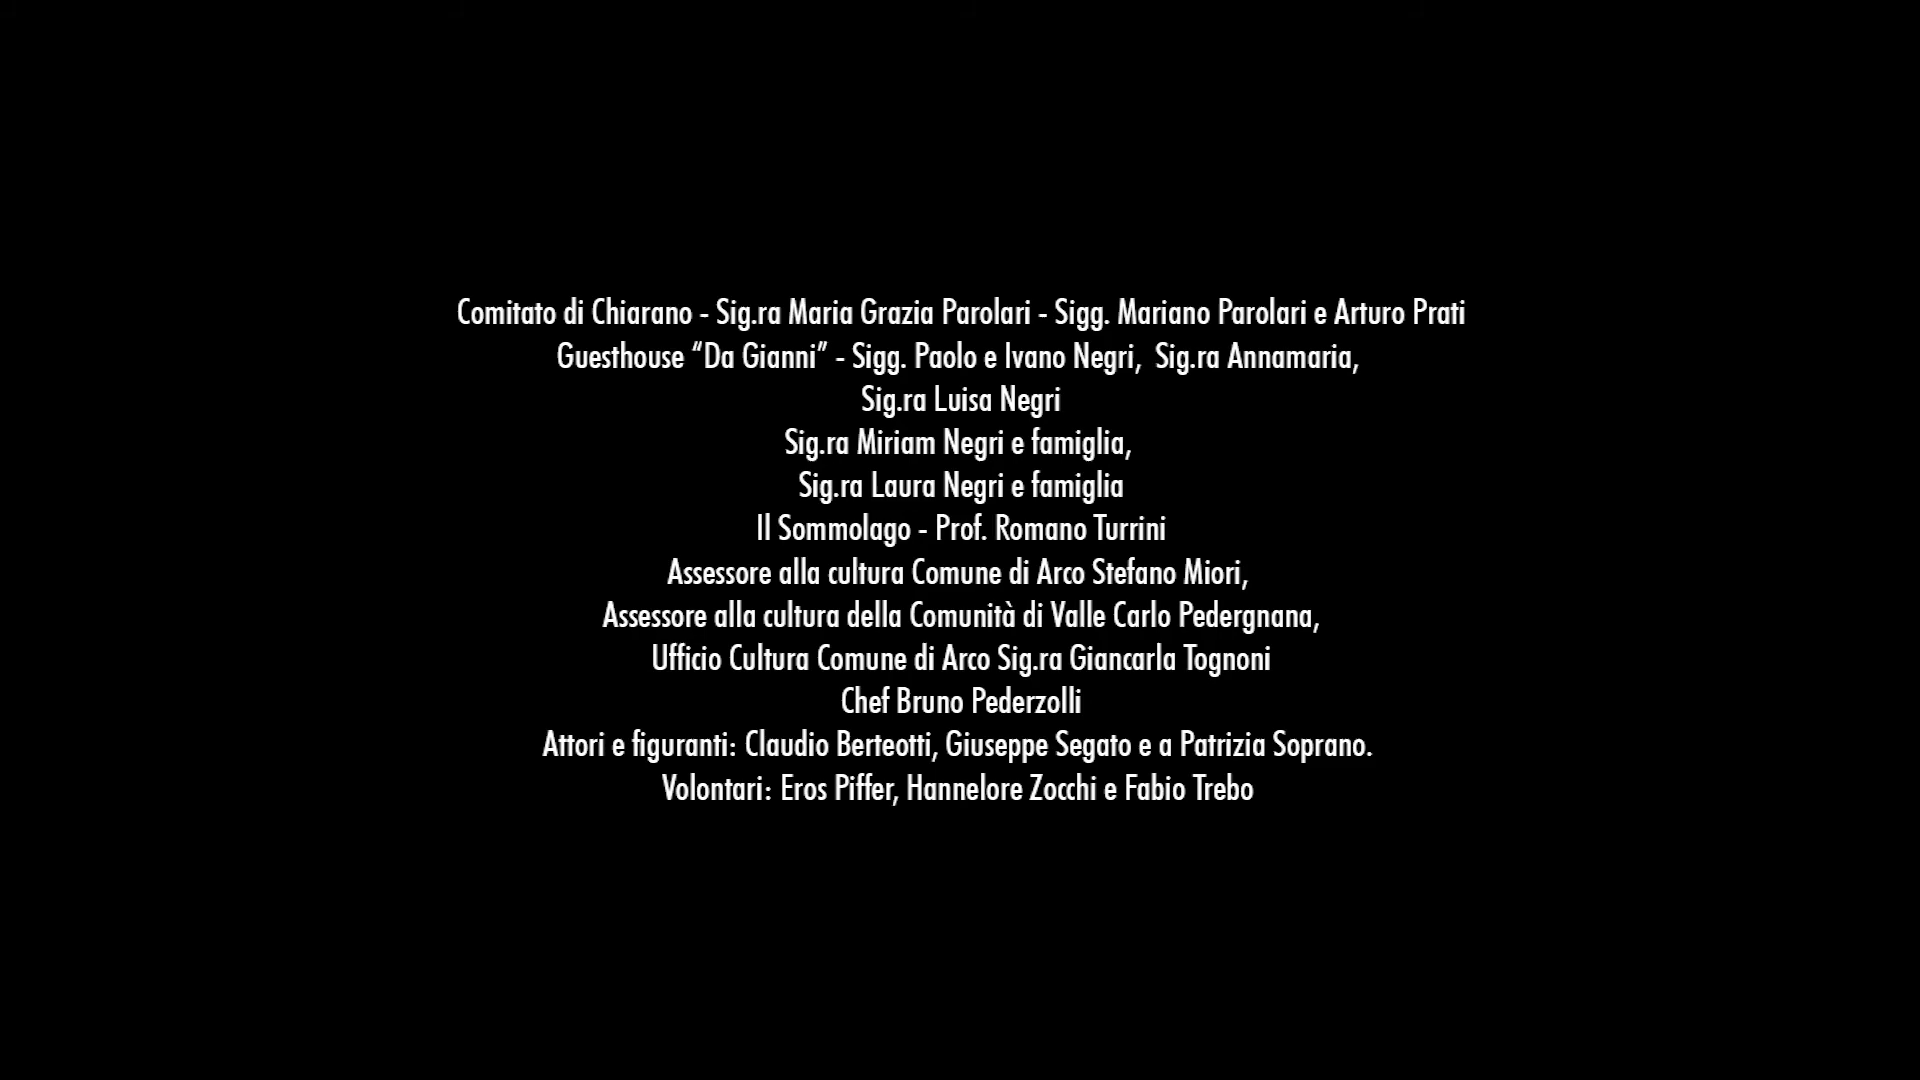 Comitato di Chiarano - Sig.ra Maria Grazia Parolari - Sigg. Mariano Parolari e Arturo Prati
Guesthouse “Da Gianni” - Sigg. Paolo e Ivano Negri, Sig.ra Annamaria,
Sig.ra Luisa Negri
Sig.ra Miriam Negri e famiglia,
Sig.ra Laura Negri e famiglia
Il Sommolago - Prof. Romano Turrini
Assessore alla cultura Comune di Arco Stefano Miori,
Assessore alla cultura della Comunità di Valle Carlo Pedergnana,
Ufficio Cultura Comune di Arco Sig.ra Giancarla Tognoni
Chef Bruno Pederzolli
Attori e figuranti: Claudio Berteotti, Giuseppe Segato e a Patrizia Soprano.
Volontari: Eros Piffer, Hannelore Zocchi e Fabio Trebo